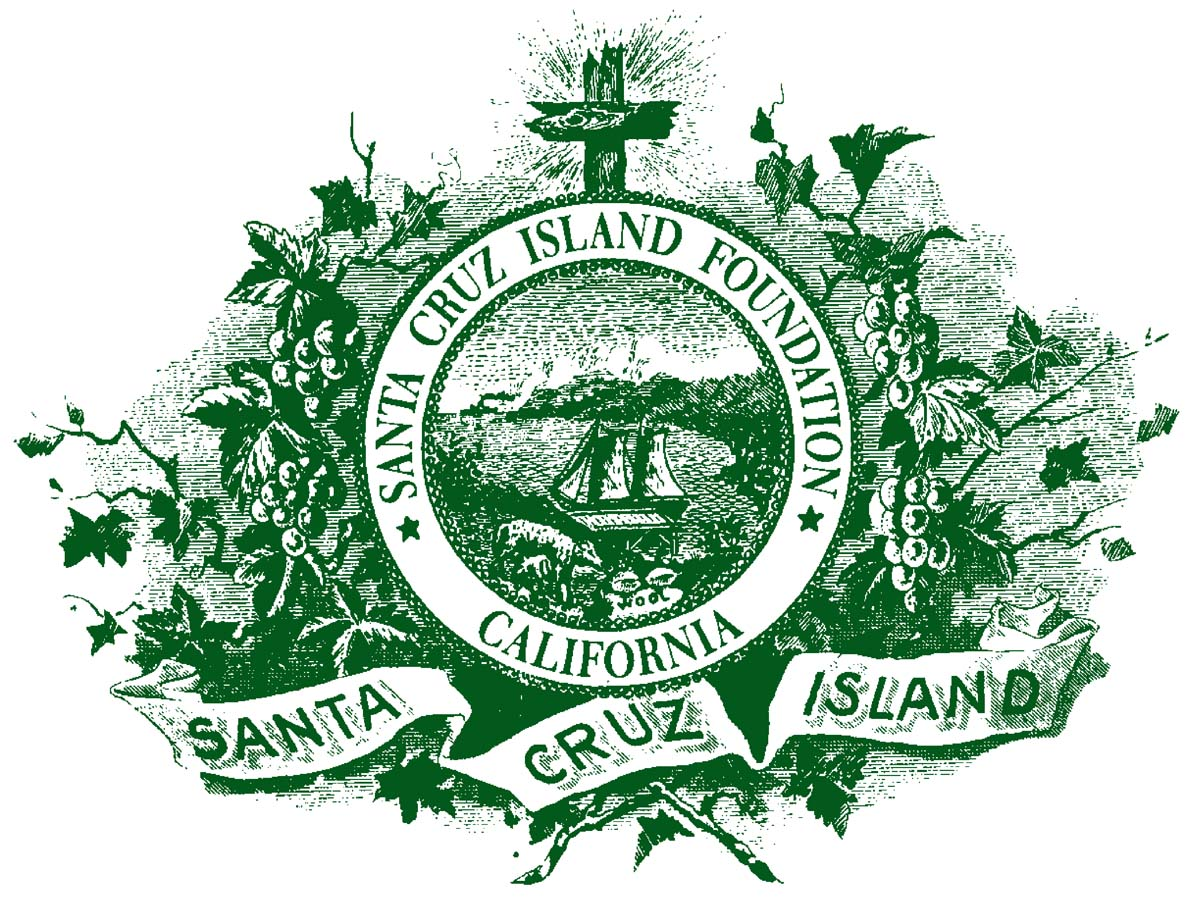 SANTA CRUZ ISLAND FOUNDATION
WOOL
★ CALIFORNIA ★
SANTA CRUZ ISLAND